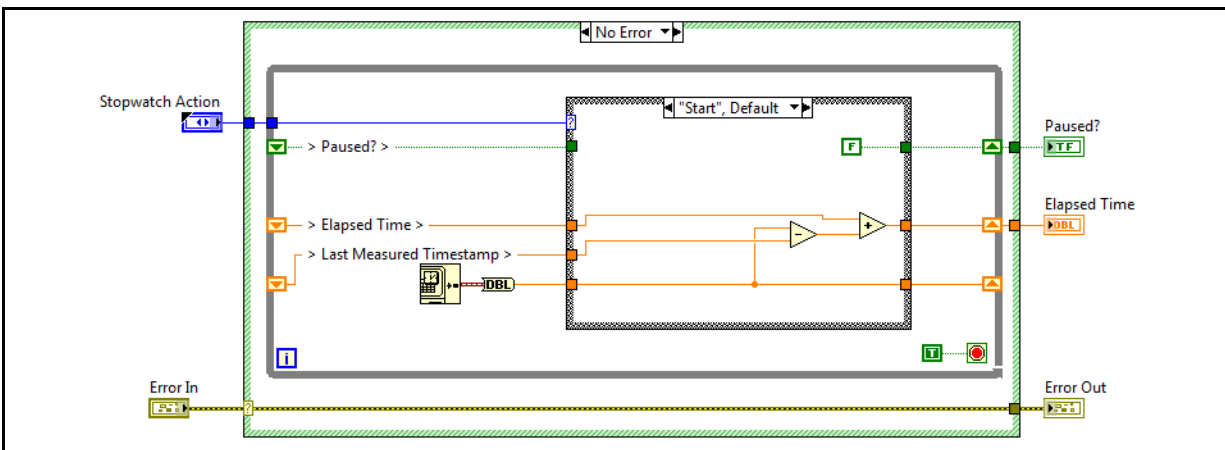 No Error
Stopwatch Action
"Start", Default
Paused?
> Paused? >
F
TF
Elapsed Time
> Elapsed Time >
DBL
> Last Measured Timestamp >
DBL
T
i
Error In
Error Out
?
?